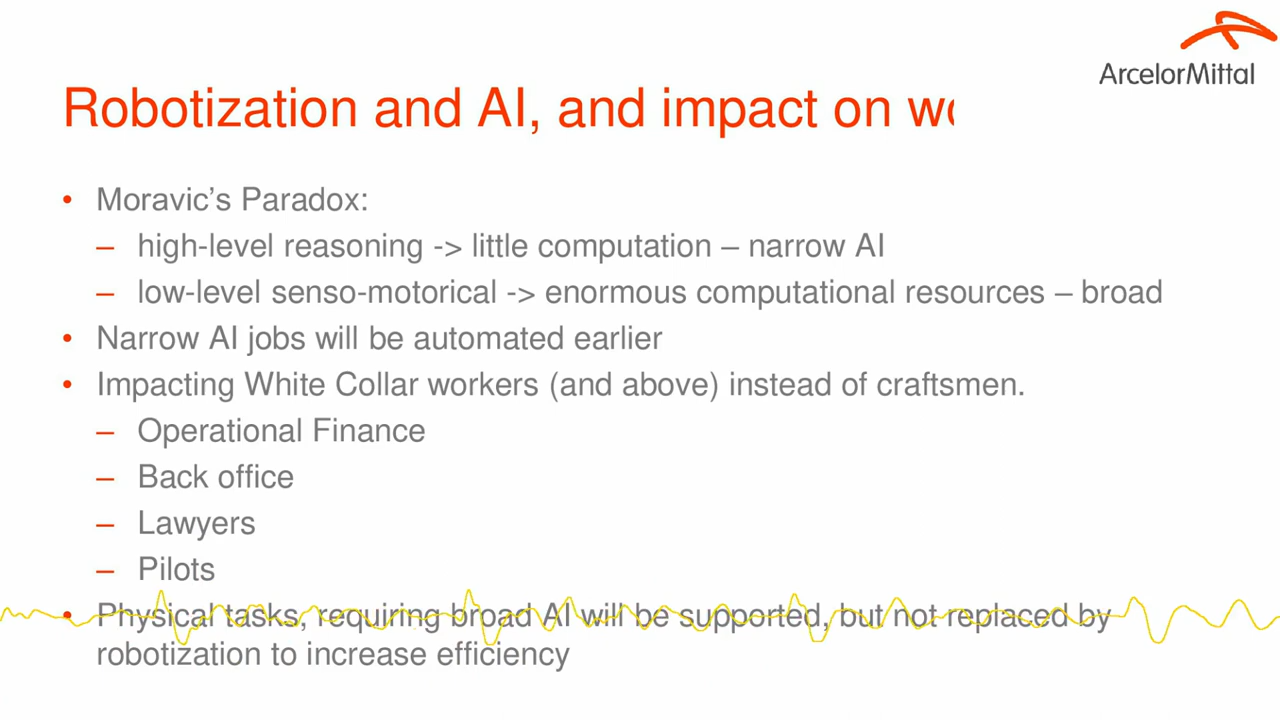 ArcelorMittal
Robotization and AI, and impact on
• Moravic’s Paradox:
– high-level reasoning -> little computation – narrow AI
– low-level senso-motorical -> enormous computational resources – broad
• Narrow AI jobs will be automated earlier
• Impacting White Collar workers (and above) instead of craftsmen.
– Operational Finance
– Back office
– Lawyers
– Pilots
• Physical tasks, requiring broad AI will be supported, but not replaced by
robotization to increase efficiency